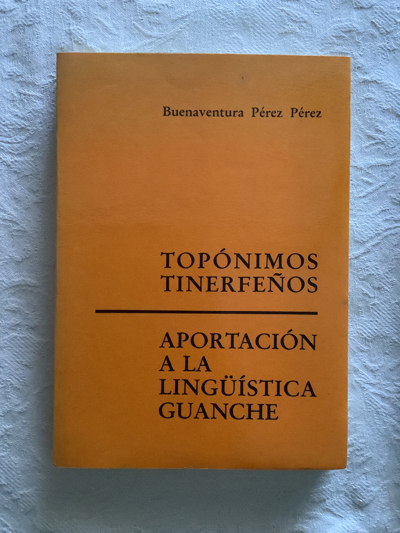 Buenaventura Pérez Pérez
TOPÓNIMOS
TINERFEÑOS
APORTACIÓN
A LA
LINGÜÍSTICA
GUANCHE